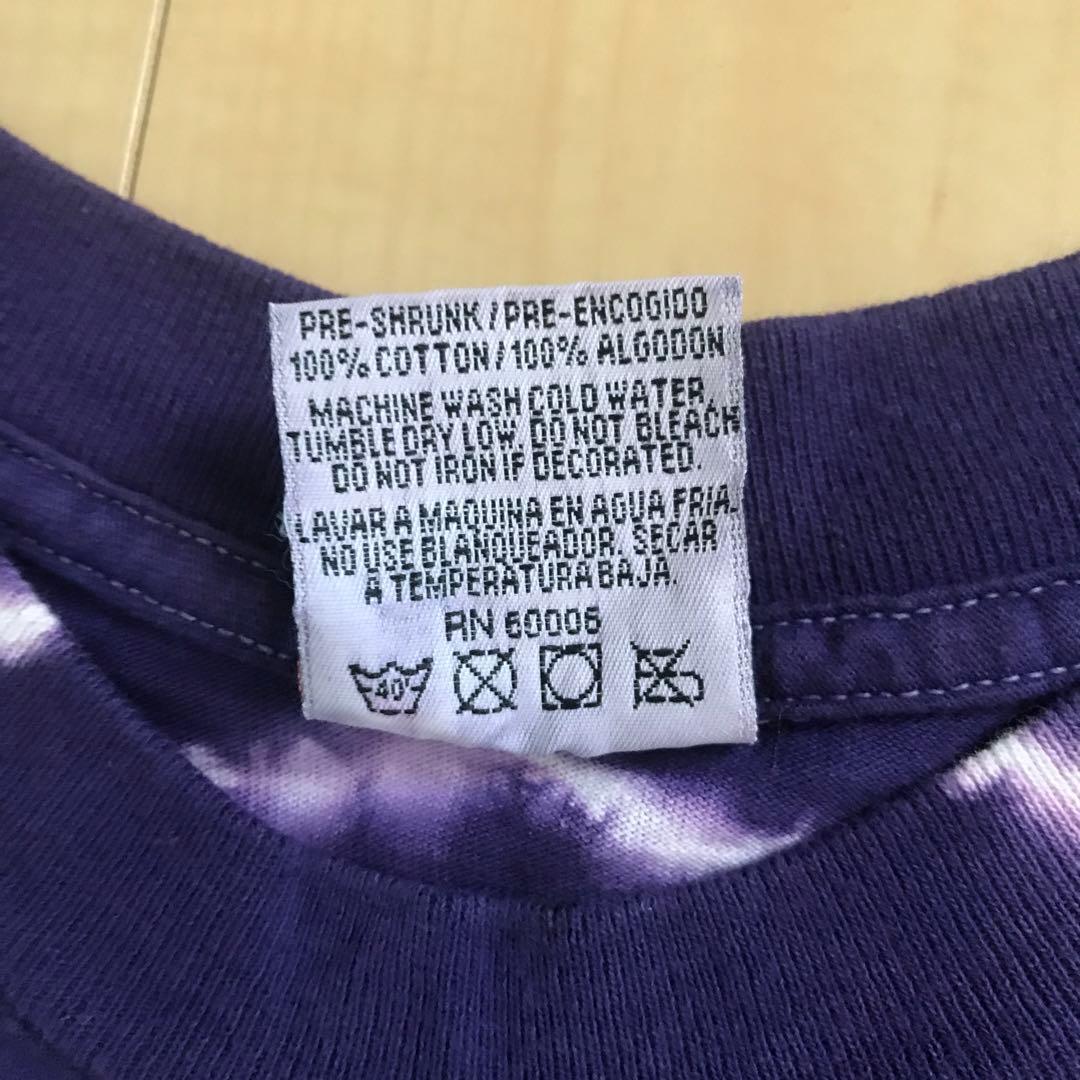 PRE-SHRUNK/PRE-ENCOGIDO
100% COTTON/100% ALGODON
MACHINE WASH COLD WATER,
TUMBLE DRY LOW, DO NOT BLEACH
DO NOT IRON IF DECORATED.
LAVAR A MAQUINA EN AGUA FRIA.
NO USE BLANQUEADOR. SECAR
A TEMPERATURA BAJA.
RN 60006
40